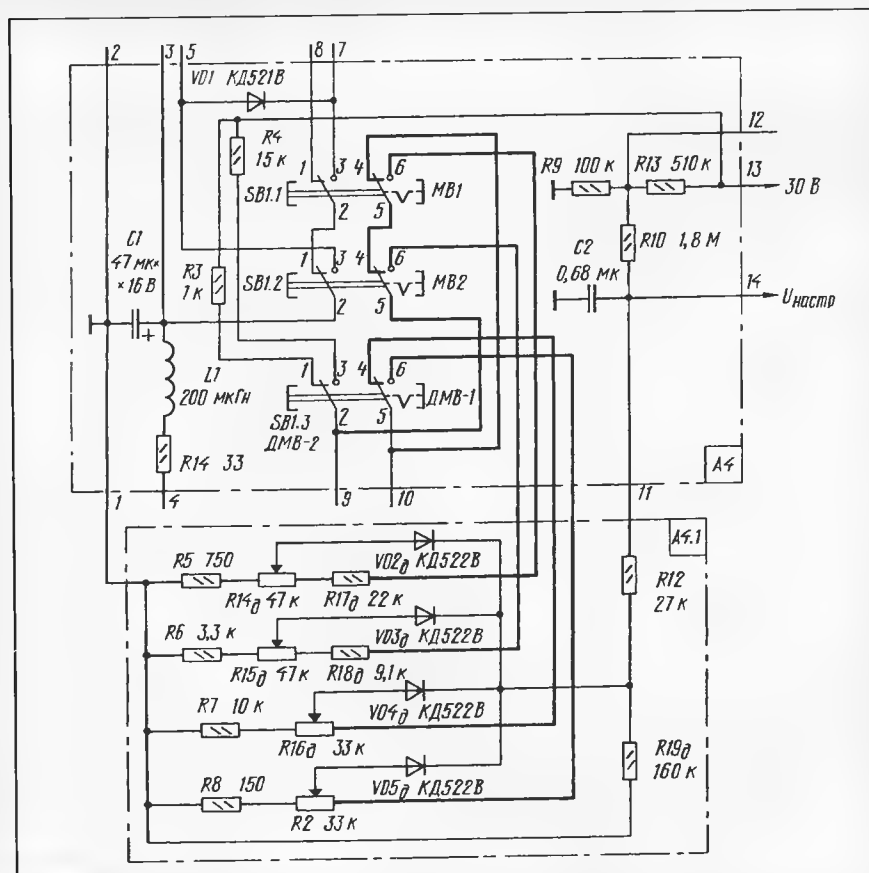 2 3 5 8 7
VD1 КД521В
12
R4
15 к
1 3 4 6
R9 100 к R13 510 к
13
30 В
SB1.1
МВ1
2 5
C1
47 мк×
×16 В
R3
1 к
1 3 4 6
SB1.2
МВ2
2 5
C2
0,68 мк
R10 1,8 М
14
Uнастр
L1
200 мкГн
1 3 4 6
SB1.3
ДМВ-2
ДМВ-1
2 5
R14 33
А4
1 4 9 10 11
А4.1
R5 750
VD2д КД522В
R14д 47 к R17д 22 к
R12
27 к
R6 3,3 к
VD3д КД522В
R15д 47 к R18д 9,1 к
R7 10 к
VD4д КД522В
R16д 33 к
R19д
160 к
R8 150
VD5д КД522В
R2 33 к